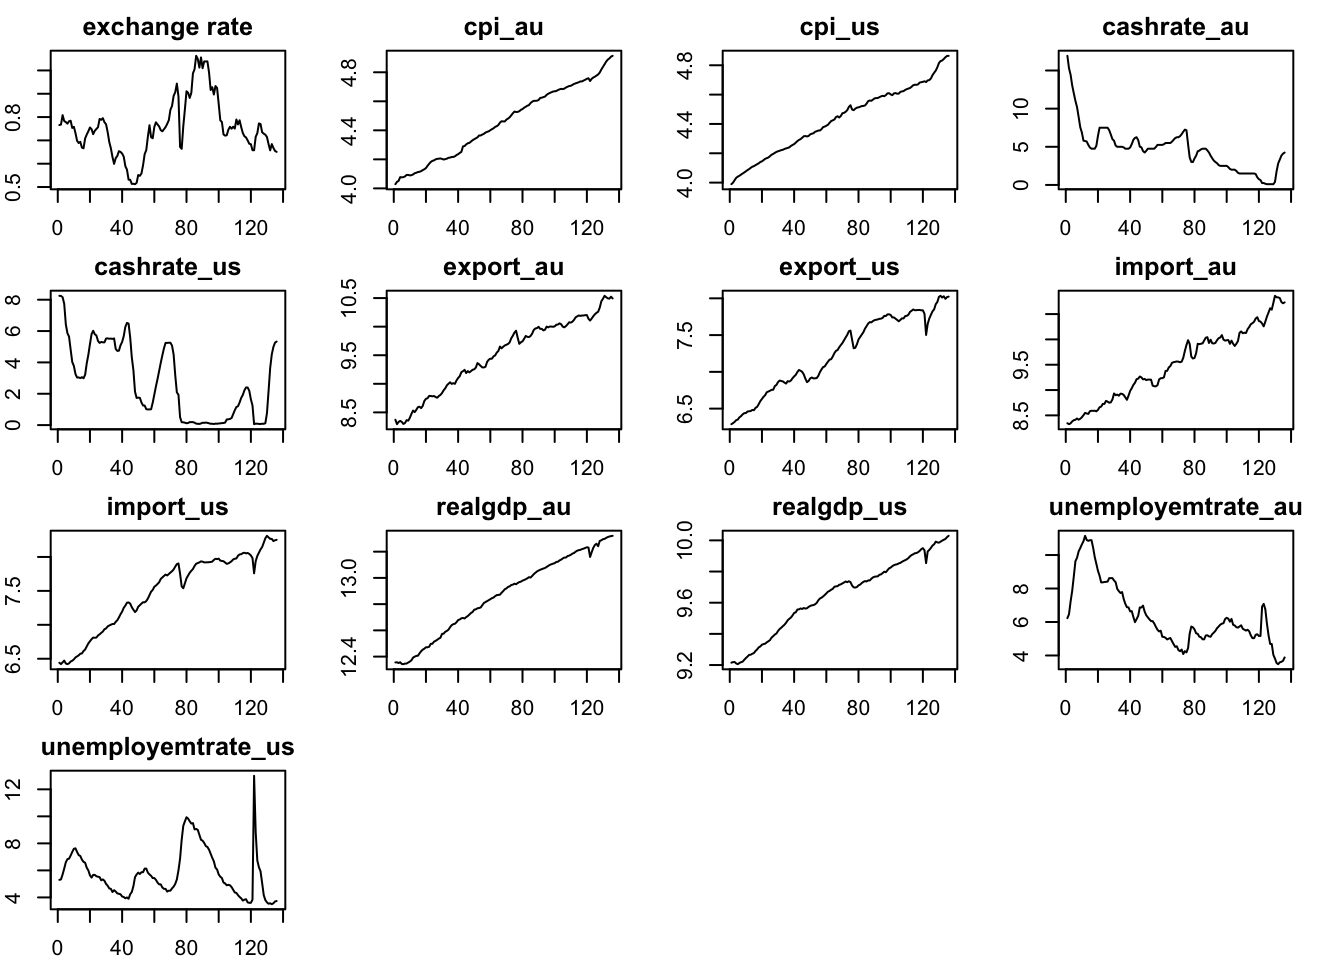 exchange rate
0.5 0.8
0 40 80 120
cpi_au
4.0 4.4 4.8
0 40 80 120
cpi_us
4.0 4.4 4.8
0 40 80 120
cashrate_au
0 5 10
0 40 80 120
cashrate_us
0 2 4 6 8
0 40 80 120
export_au
8.5 9.5 10.5
0 40 80 120
export_us
6.5 7.5
0 40 80 120
import_au
8.5 9.5
0 40 80 120
import_us
6.5 7.5
0 40 80 120
realgdp_au
12.4 13.0
0 40 80 120
realgdp_us
9.2 9.6 10.0
0 40 80 120
unemployemtrate_au
4 6 8
0 40 80 120
unemployemtrate_us
4 8 12
0 40 80 120